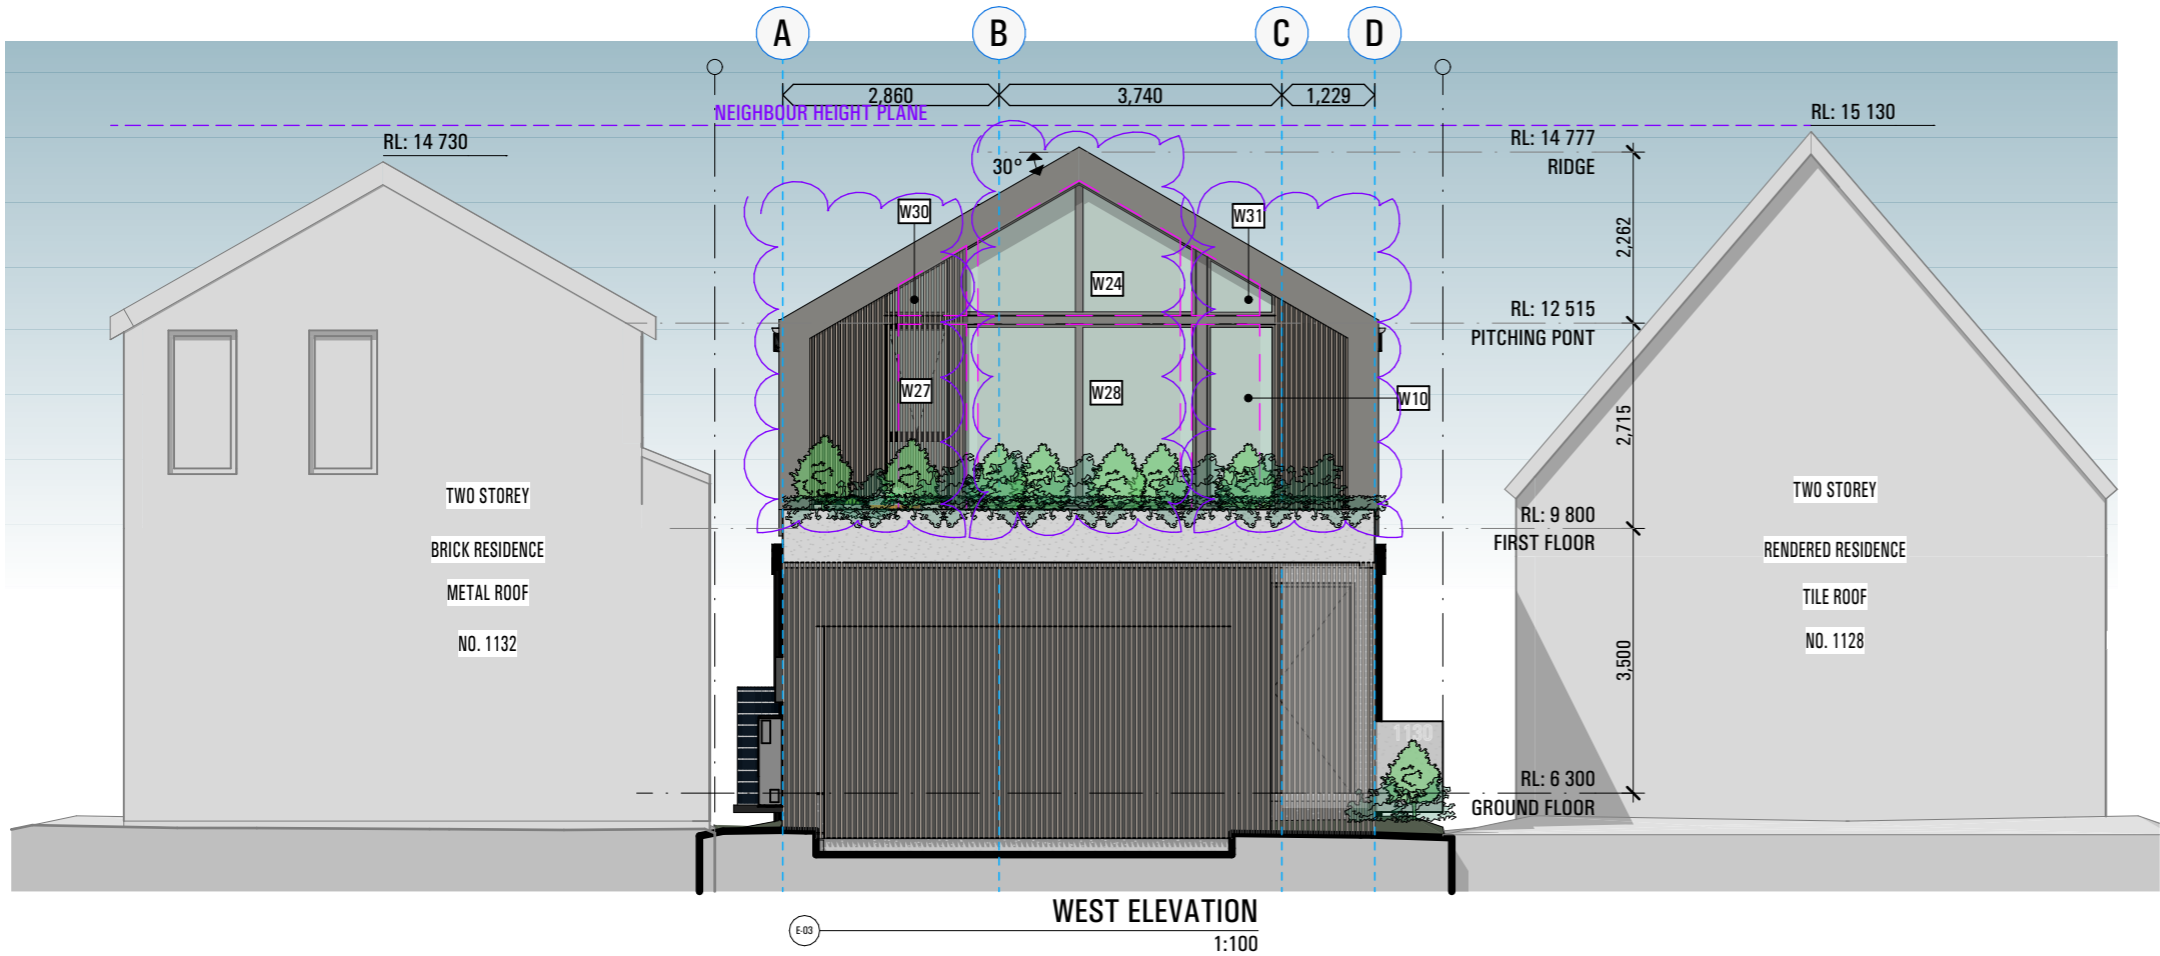 A B C D
2,860 3,740 1,229
NEIGHBOUR HEIGHT PLANE
RL: 15 130
RL: 14 730
RL: 14 777
RIDGE
30°
W30
W31
2,262
W24
RL: 12 515
PITCHING PONT
W27
W28
W10
2,715
TWO STOREY
BRICK RESIDENCE
METAL ROOF
NO. 1132
TWO STOREY
RENDERED RESIDENCE
TILE ROOF
NO. 1128
RL: 9 800
FIRST FLOOR
3,500
1130
RL: 6 300
GROUND FLOOR
WEST ELEVATION
E-03
1:100